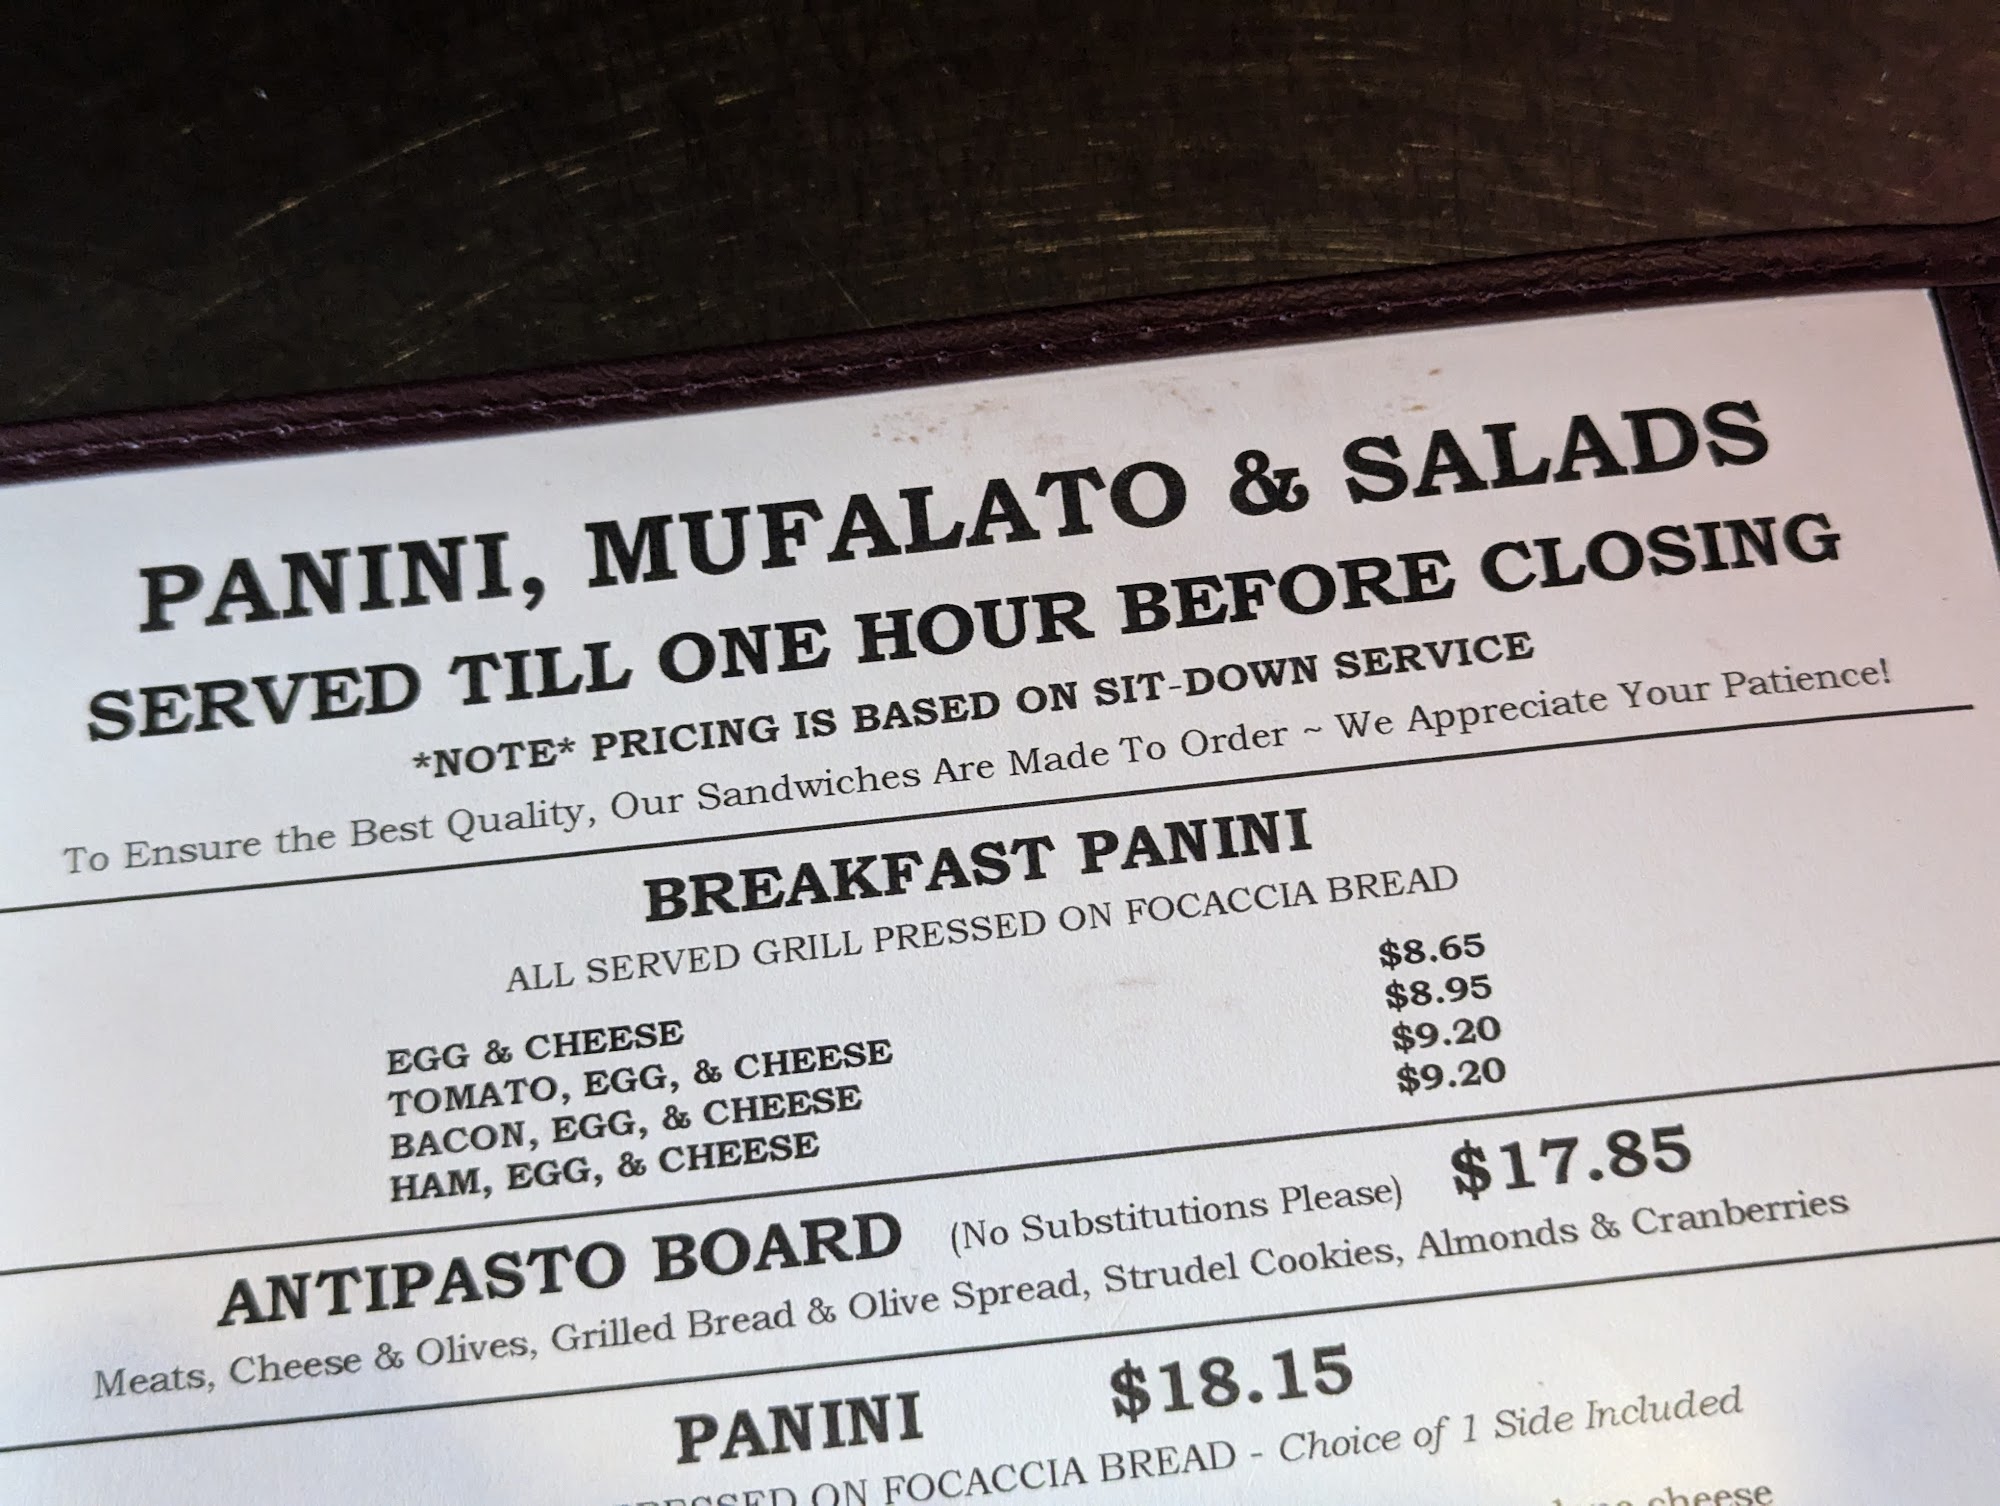 PANINI, MUFALATO & SALADS
SERVED TILL ONE HOUR BEFORE CLOSING
*NOTE* PRICING IS BASED ON SIT-DOWN SERVICE
To Ensure the Best Quality, Our Sandwiches Are Made To Order ~ We Appreciate Your Patience!
BREAKFAST PANINI
ALL SERVED GRILL PRESSED ON FOCACCIA BREAD
EGG & CHEESE $8.65
TOMATO, EGG, & CHEESE $8.95
BACON, EGG, & CHEESE $9.20
HAM, EGG, & CHEESE $9.20
ANTIPASTO BOARD (No Substitutions Please) $17.85
Meats, Cheese & Olives, Grilled Bread & Olive Spread, Strudel Cookies, Almonds & Cranberries
PANINI $18.15
ON FOCACCIA BREAD - Choice of 1 Side Included
cheese